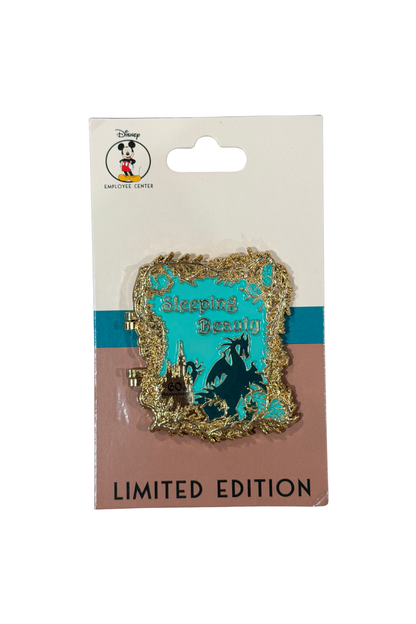 Disney
EMPLOYEE CENTER
Sleeping
Beauty
60
LIMITED EDITION